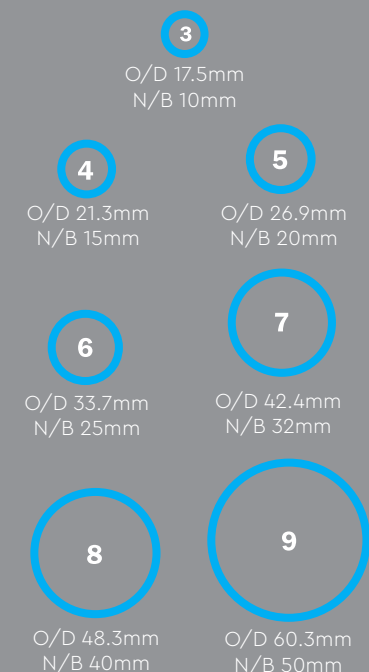 3
O/D 17.5mm
N/B 10mm
4
O/D 21.3mm
N/B 15mm
5
O/D 26.9mm
N/B 20mm
6
O/D 33.7mm
N/B 25mm
7
O/D 42.4mm
N/B 32mm
8
O/D 48.3mm
N/B 40mm
9
O/D 60.3mm
N/B 50mm